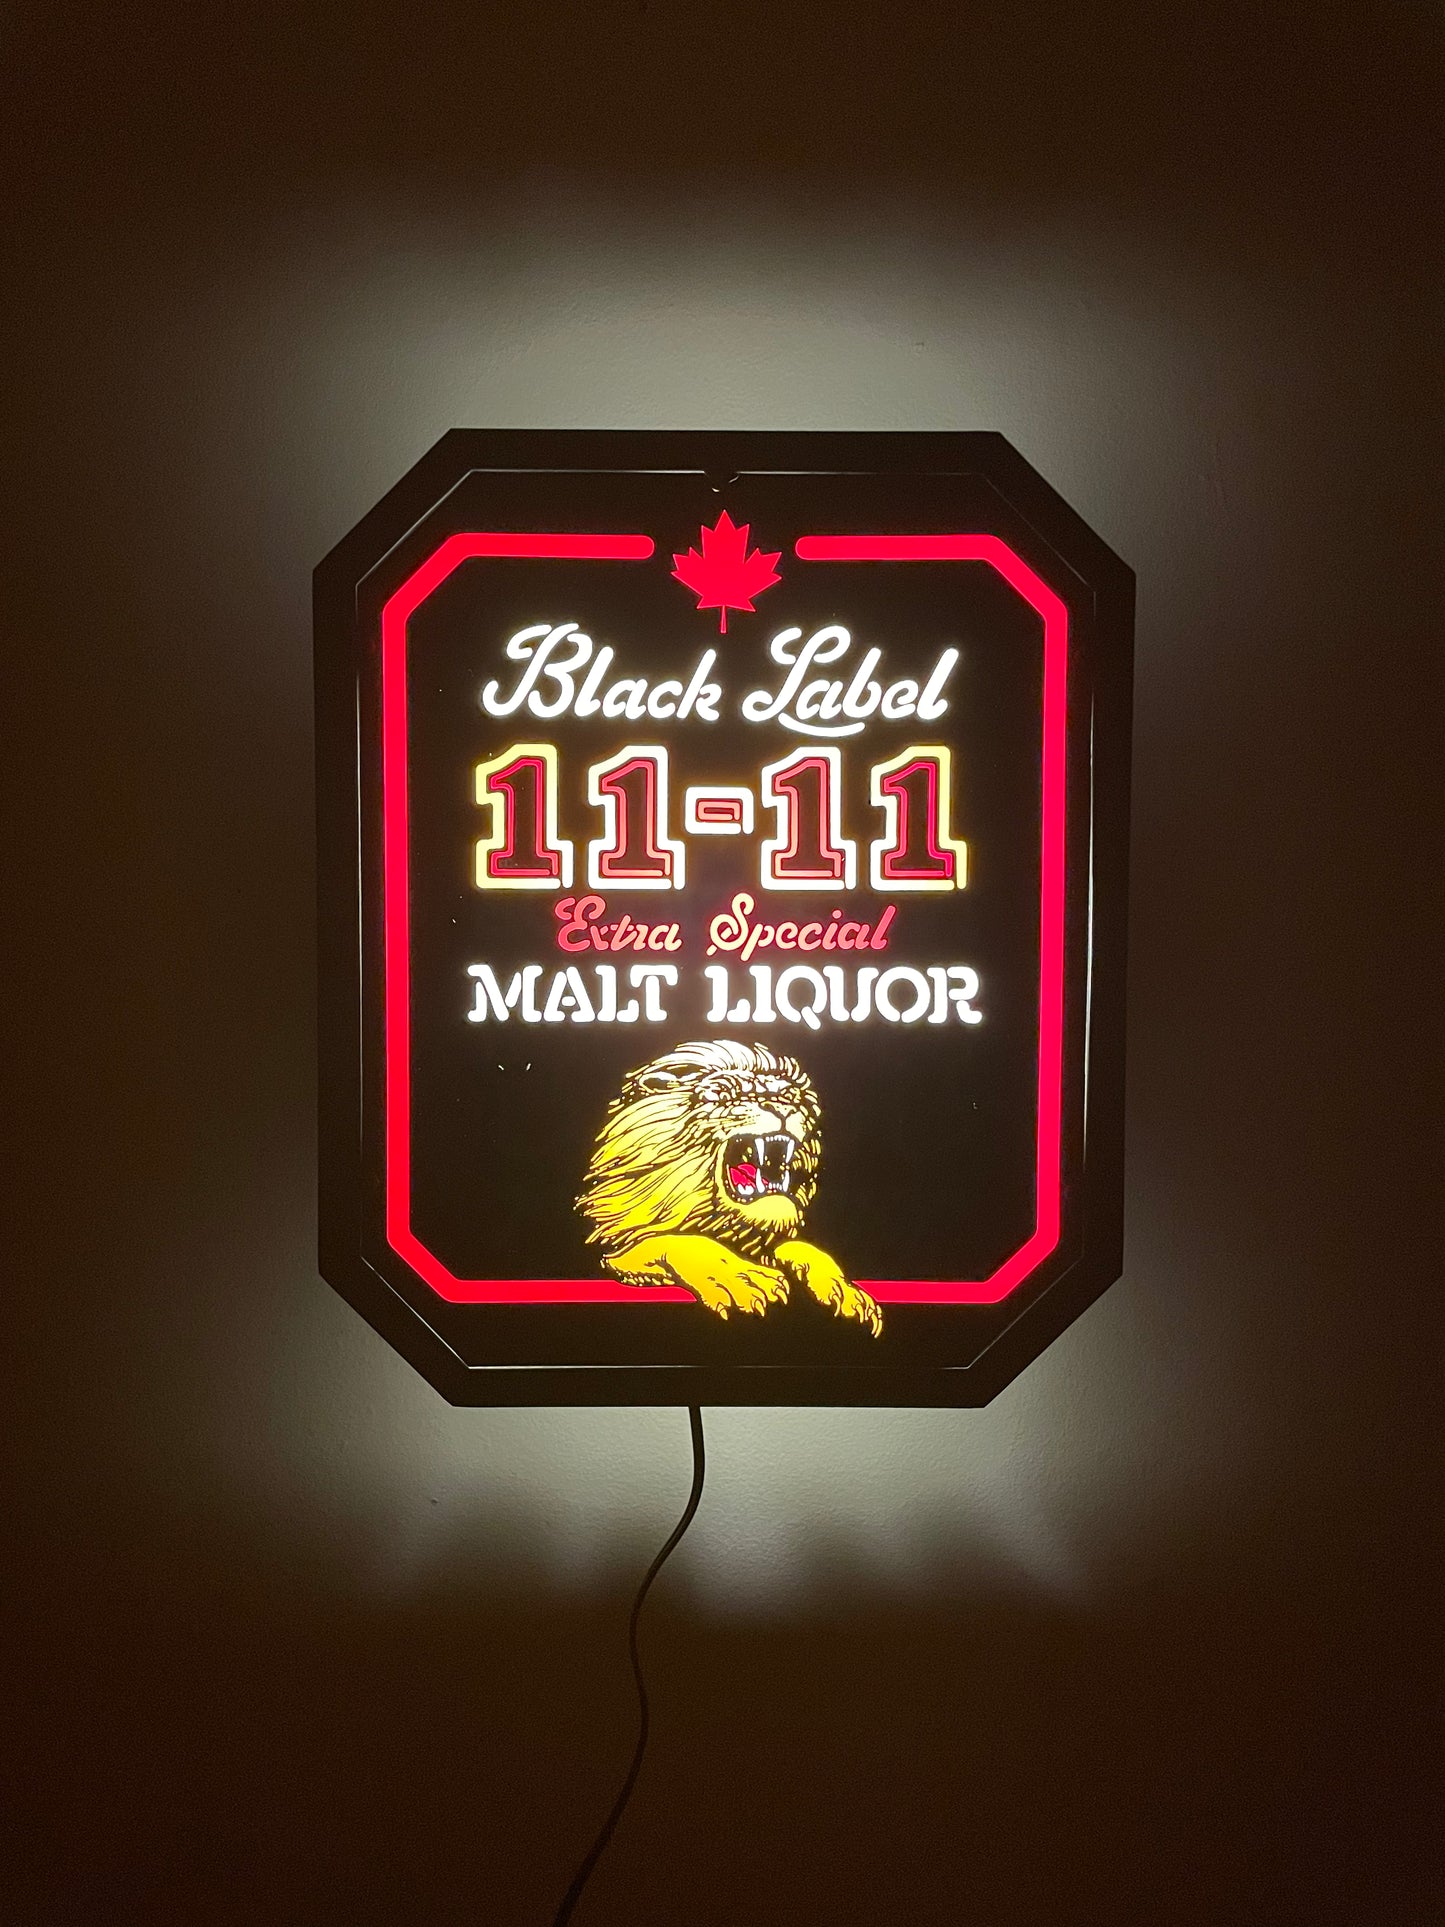 Black Label
11-11
Extra Special
MALT LIQUOR